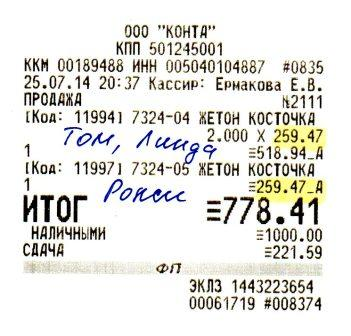 ООО "КОНТА"
КПП 501245001
ККМ 00189488 ИНН 005040104887 #0835
25.07.14 20:37 Кассир: Ермакова Е.В.
ПРОДАЖА №2111
[Код: 11994] 7324-04 ЖЕТОН КОСТОЧКА
2.000 X 259.47
Том, Линда
1 ≡518.94_А
[Код: 11997] 7324-05 ЖЕТОН КОСТОЧКА
1 Рокси ≡259.47_А
ИТОГ ≡778.41
НАЛИЧНЫМИ ≡1000.00
СДАЧА ≡221.59
ФП
ЭКЛЗ 1443223654
00061719 #008374